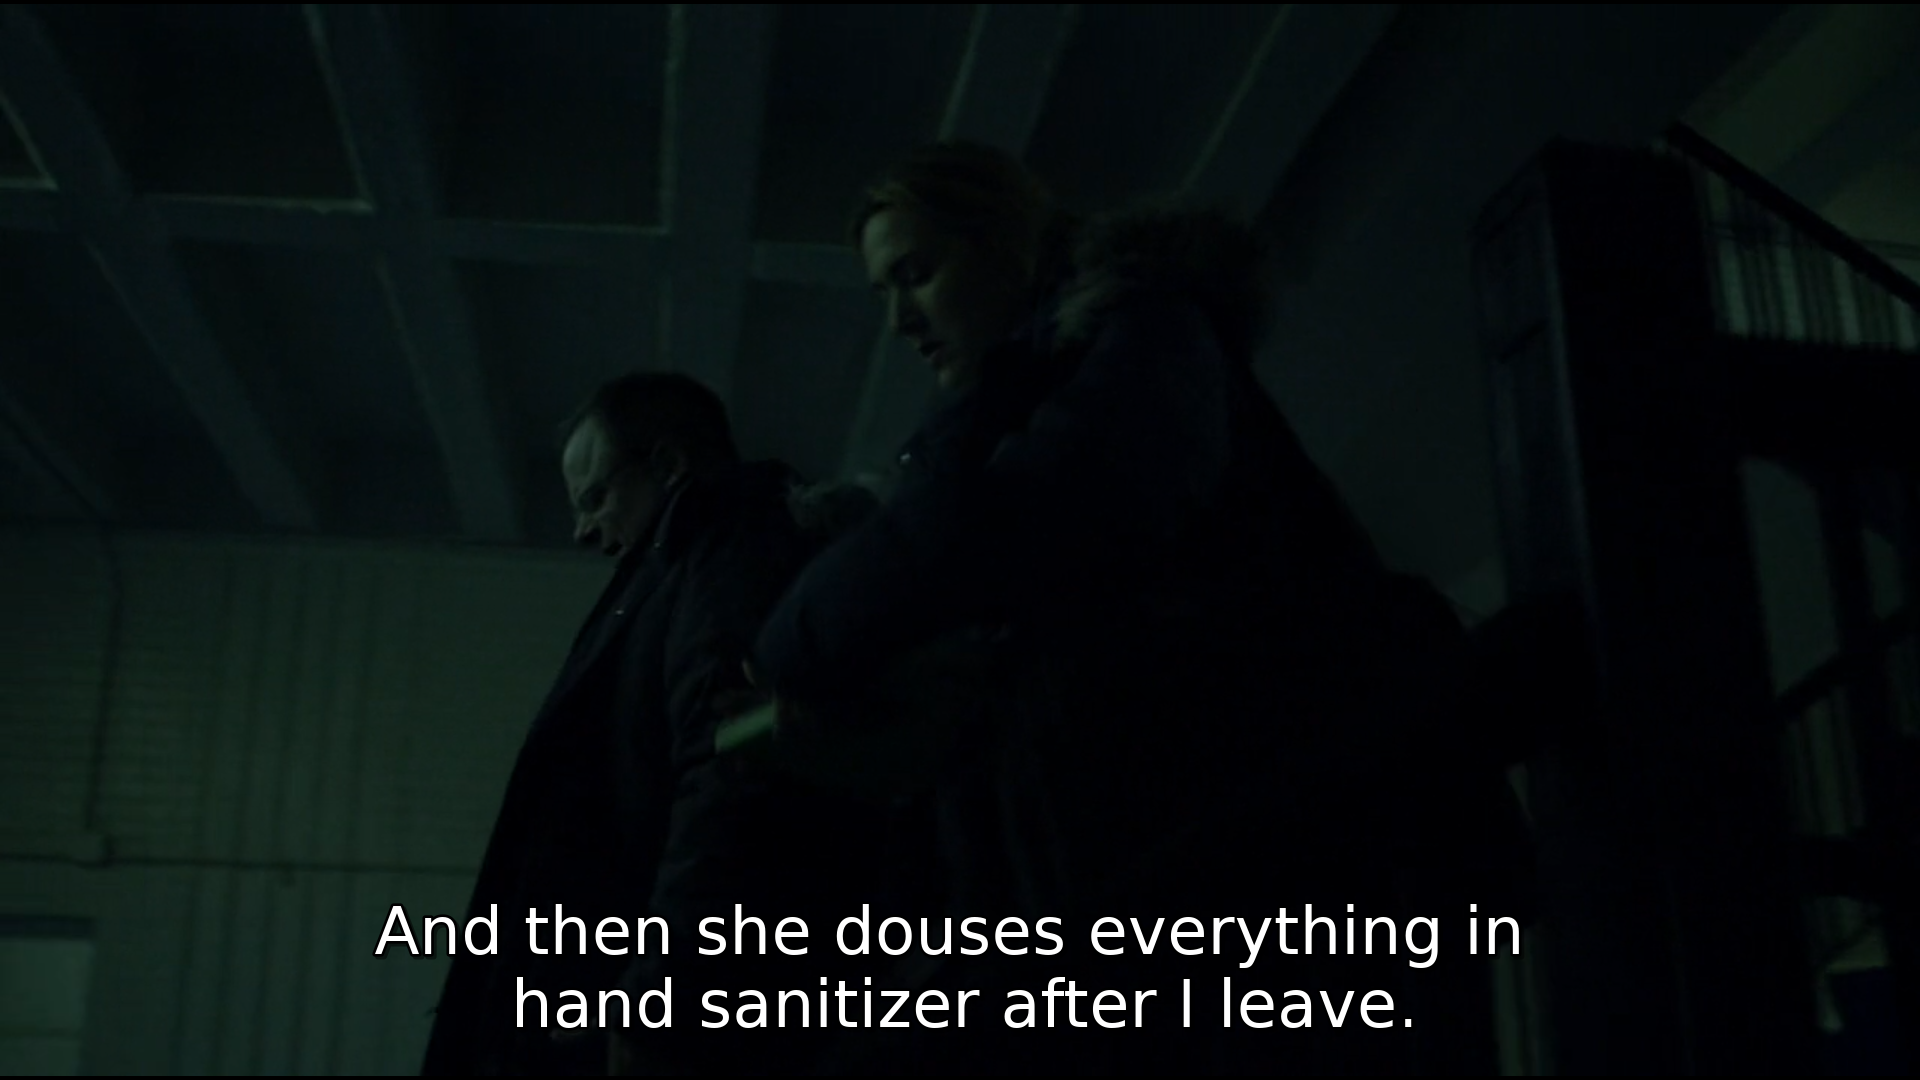 And then she douses everything in
hand sanitizer after I leave.